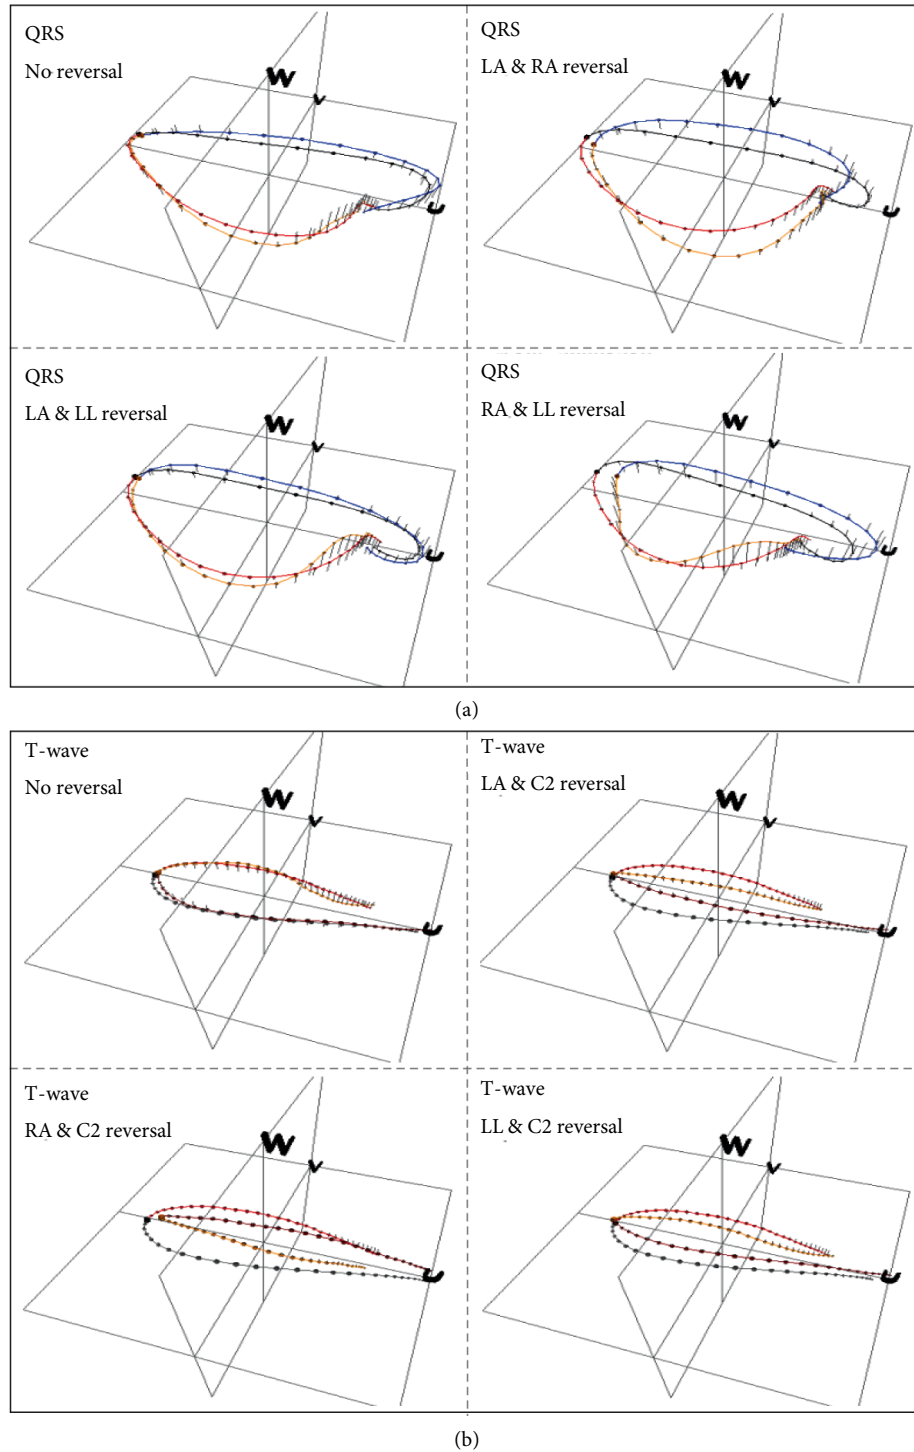 QRS
No reversal
W
V
U
QRS
LA & RA reversal
W
V
U
QRS
LA & LL reversal
W
V
U
QRS
RA & LL reversal
W
V
U
(a)
T-wave
No reversal
W
V
U
T-wave
LA & C2 reversal
W
V
U
T-wave
RA & C2 reversal
W
V
U
T-wave
LL & C2 reversal
W
V
U
(b)